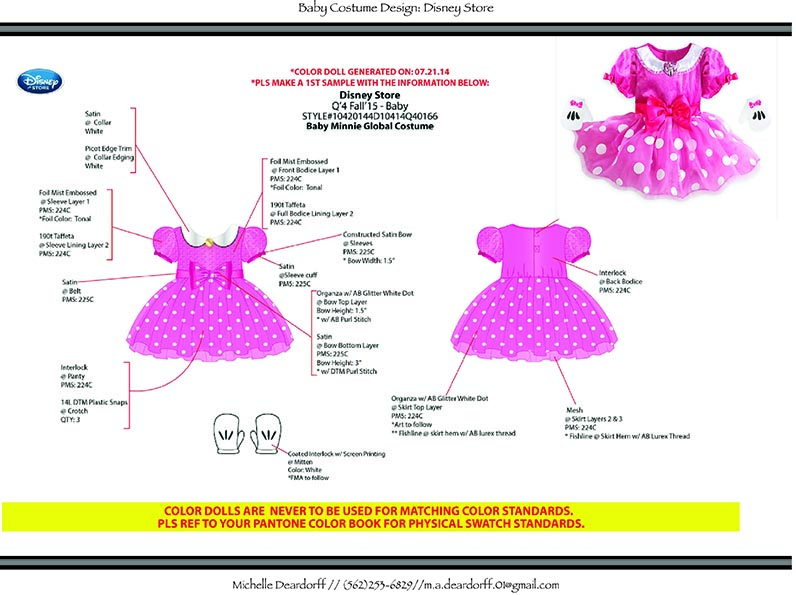 Baby Costume Design: Disney Store
Disney
STORE
*COLOR DOLL GENERATED ON: 07.21.14
*PLS MAKE A 1ST SAMPLE WITH THE INFORMATION BELOW:
Disney Store
Q'4 Fall'15 - Baby
STYLE#10420144D10414Q40166
Baby Minnie Global Costume
Satin
@ Collar
White
Picot Edge Trim
@ Collar Edging
White
Foil Mist Embossed
@ Sleeve Layer 1
PMS: 224C
*Foil Color: Tonal
190t Taffeta
@ Sleeve Lining Layer 2
PMS: 224C
Satin
@ Belt
PMS: 225C
Interlock
@ Panty
PMS: 224C
14L DTM Plastic Snaps
@ Crotch
QTY: 3
Foil Mist Embossed
@ Front Bodice Layer 1
PMS: 224C
*Foil Color: Tonal
190t Taffeta
@ Full Bodice Lining Layer 2
PMS: 224C
Constructed Satin Bow
@ Sleeves
PMS: 225C
* Bow Width: 1.5"
Satin
@Sleeve cuff
PMS: 225C
Organza w/ AB Glitter White Dot
@ Bow Top Layer
Bow Height: 1.5"
* w/ AB Purl Stitch
Satin
@ Bow Bottom Layer
PMS:225C
Bow Height: 3"
* w/ DTM Purl Stitch
Interlock
@ Back Bodice
PMS: 224C
Organza w/ AB Glitter White Dot
@ Skirt Top Layer
PMS: 224C
*Art to follow
** Fishline @ skirt hem w/ AB lurex thread
Mesh
@ Skirt Layers 2 & 3
PMS: 224C
* Fishline @ Skirt Hem w/ AB Lurex Thread
Coated Interlock w/ Screen Printing
@ Mitten
Color: White
*FMA to follow
COLOR DOLLS ARE NEVER TO BE USED FOR MATCHING COLOR STANDARDS.
PLS REF TO YOUR PANTONE COLOR BOOK FOR PHYSICAL SWATCH STANDARDS.
Michelle Deardorff // (562)253-6829//m.a.deardorff.01@gmail.com